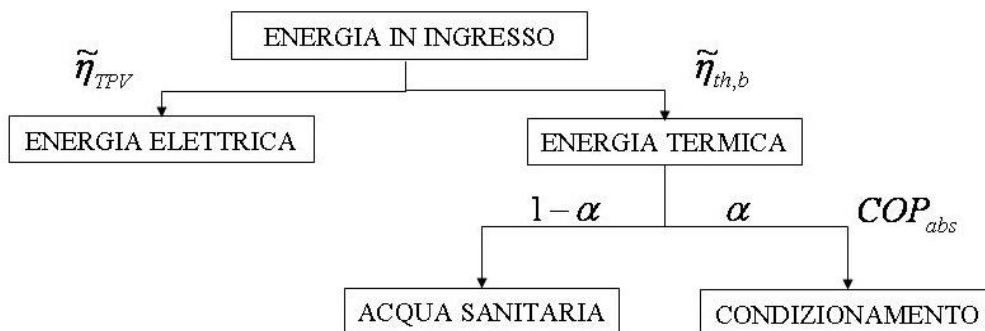 ENERGIA IN INGRESSO
η̃TPV
η̃th,b
ENERGIA ELETTRICA
ENERGIA TERMICA
1 − α
α
COPabs
ACQUA SANITARIA
CONDIZIONAMENTO